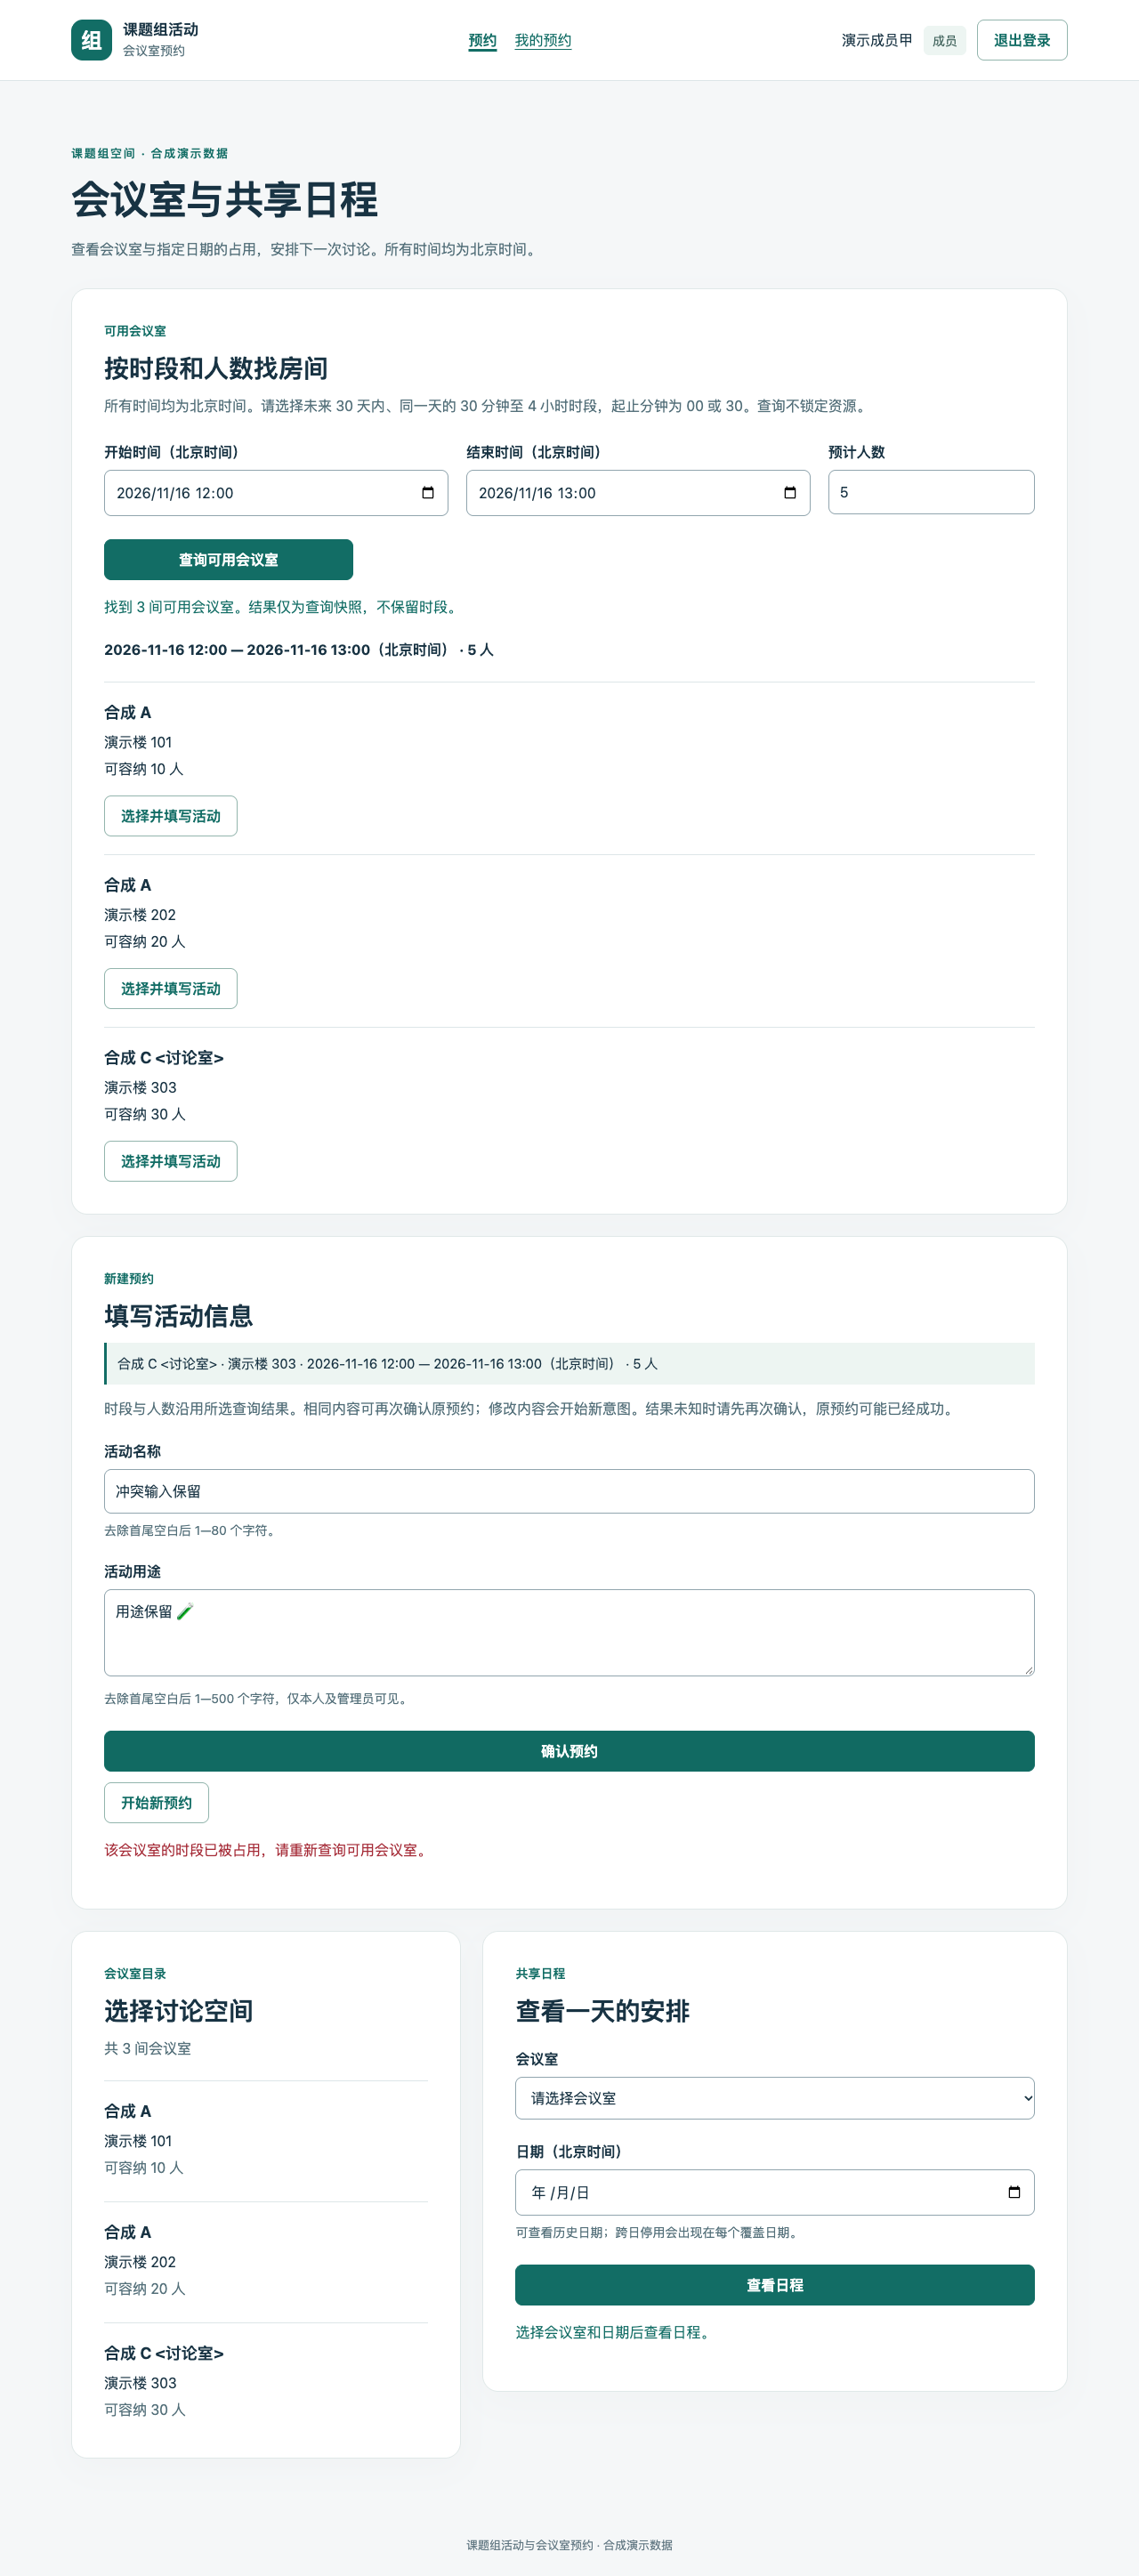 组
课题组活动
会议室预约
预约
我的预约
演示成员甲
成员
退出登录
课题组空间 · 合成演示数据
会议室与共享日程
查看会议室与指定日期的占用，安排下一次讨论。所有时间均为北京时间。
可用会议室
按时段和人数找房间
所有时间均为北京时间。请选择未来 30 天内、同一天的 30 分钟至 4 小时时段，起止分钟为 00 或 30。查询不锁定资源。
开始时间（北京时间）
结束时间（北京时间）
预计人数
2026/11/16 12:00
2026/11/16 13:00
5
查询可用会议室
找到 3 间可用会议室。结果仅为查询快照，不保留时段。
2026-11-16 12:00 — 2026-11-16 13:00（北京时间） · 5 人
合成 A
演示楼 101
可容纳 10 人
选择并填写活动
合成 A
演示楼 202
可容纳 20 人
选择并填写活动
合成 C <讨论室>
演示楼 303
可容纳 30 人
选择并填写活动
新建预约
填写活动信息
合成 C <讨论室> · 演示楼 303 · 2026-11-16 12:00 — 2026-11-16 13:00（北京时间） · 5 人
时段与人数沿用所选查询结果。相同内容可再次确认原预约；修改内容会开始新意图。结果未知时请先再次确认，原预约可能已经成功。
活动名称
冲突输入保留
去除首尾空白后 1—80 个字符。
活动用途
用途保留 🧪
去除首尾空白后 1—500 个字符，仅本人及管理员可见。
确认预约
开始新预约
该会议室的时段已被占用，请重新查询可用会议室。
会议室目录
选择讨论空间
共 3 间会议室
合成 A
演示楼 101
可容纳 10 人
合成 A
演示楼 202
可容纳 20 人
合成 C <讨论室>
演示楼 303
可容纳 30 人
共享日程
查看一天的安排
会议室
请选择会议室
日期（北京时间）
年 /月/日
可查看历史日期；跨日停用会出现在每个覆盖日期。
查看日程
选择会议室和日期后查看日程。
课题组活动与会议室预约 · 合成演示数据